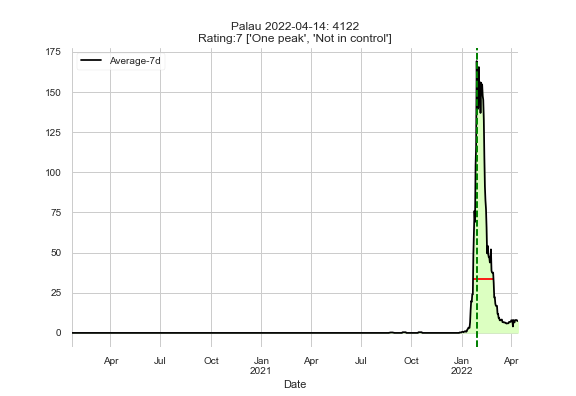 Palau 2022-04-14: 4122
Rating:7 ['One peak', 'Not in control']
Average-7d
175
150
125
100
75
50
25
0
Apr Jul Oct Jan Apr Jul Oct Jan Apr
2021 2022
Date